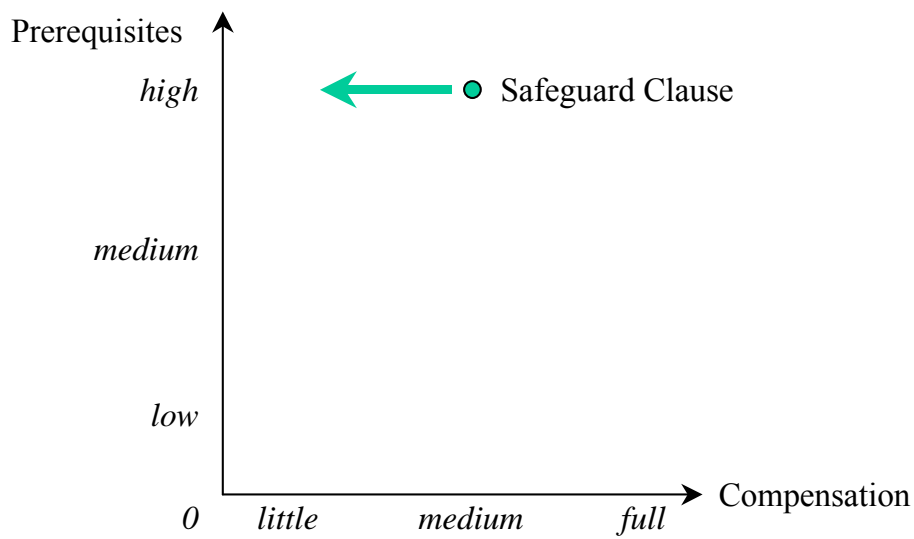 Prerequisites
high
Safeguard Clause
medium
low
Compensation
0 little medium full